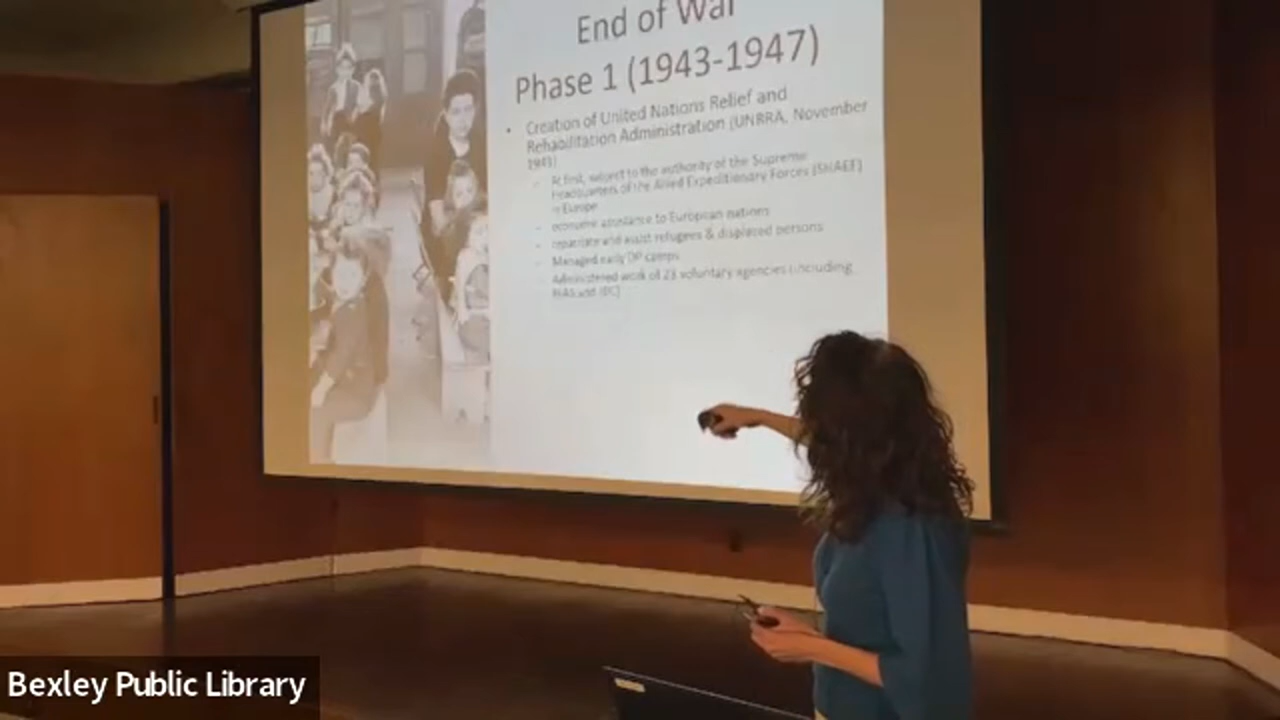 End of War
Phase 1 (1943-1947)
• Creation of United Nations Relief and
Rehabilitation Administration (UNRRA, November
1943)
- At first, subject to the authority of the Supreme
Headquarters of the Allied Expeditionary Forces (SHAEF)
in Europe
- economic assistance to European nations
- repatriate and assist refugees & displaced persons
- Managed early DP camps
- Administered work of 23 voluntary agencies (including
HIAS and IRC)
Bexley Public Library